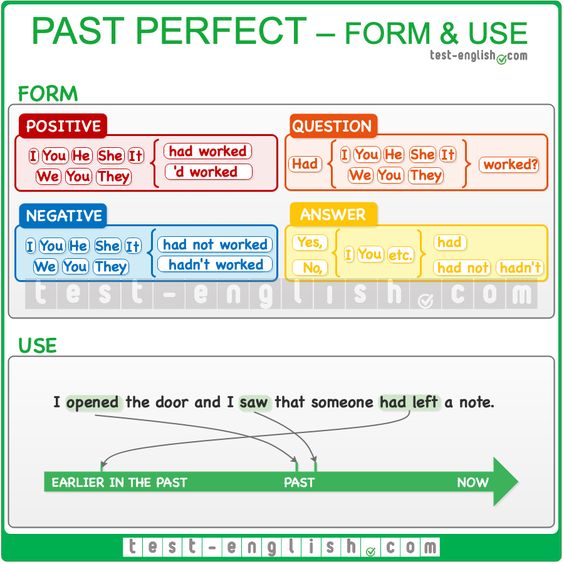 PAST PERFECT – FORM & USE
test-english.com
FORM
POSITIVE
I You He She It
We You They
had worked
'd worked
QUESTION
Had
I You He She It
We You They
worked?
NEGATIVE
I You He She It
We You They
had not worked
hadn't worked
ANSWER
Yes,
No,
I You etc.
had
had not hadn't
test-english.com
USE
I opened the door and I saw that someone had left a note.
EARLIER IN THE PAST PAST NOW
test-english.com